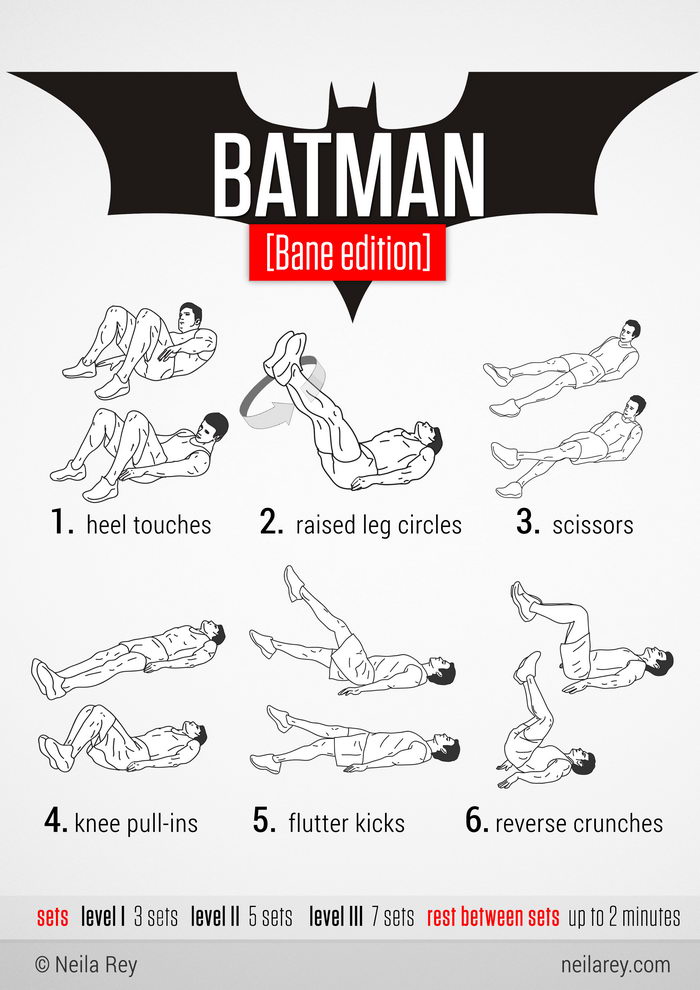 BATMAN
[Bane edition]
1. heel touches 2. raised leg circles 3. scissors
4. knee pull-ins 5. flutter kicks 6. reverse crunches
sets level I 3 sets level II 5 sets level III 7 sets rest between sets up to 2 minutes
© Neila Rey neilarey.com